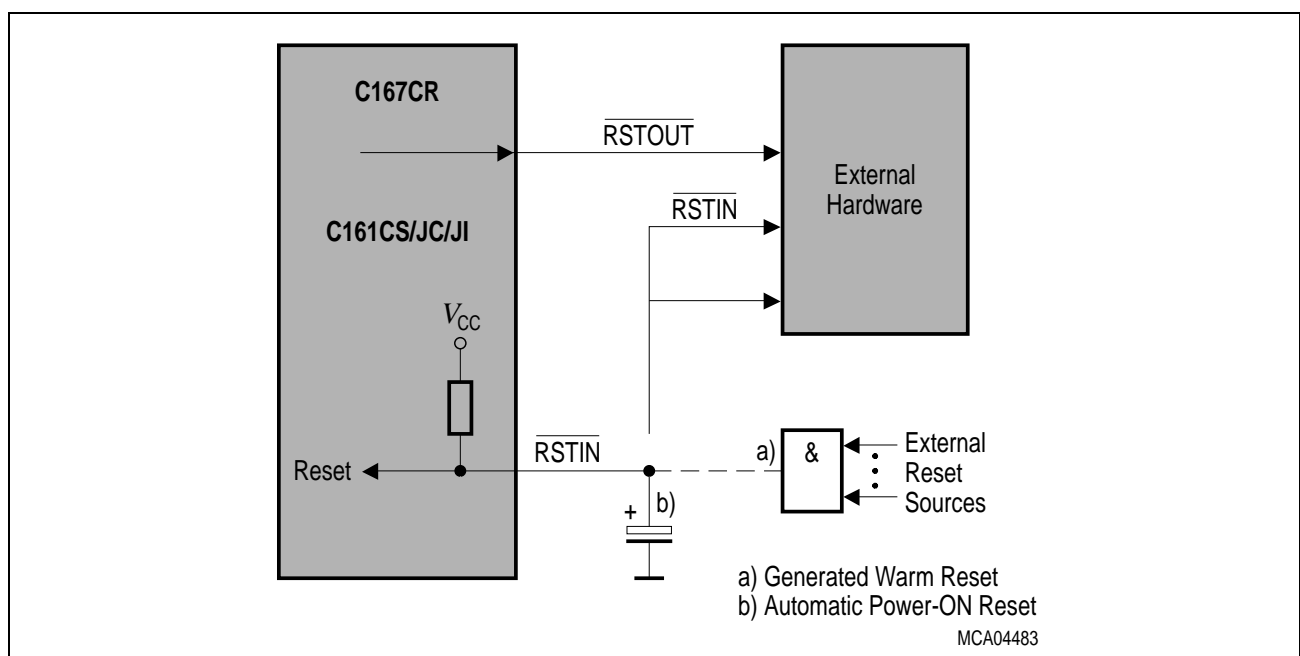 C167CR
RSTOUT
External
Hardware
RSTIN
C161CS/JC/JI
VCC
Reset
RSTIN
a)
&
External
Reset
Sources
+
b)
a) Generated Warm Reset
b) Automatic Power-ON Reset
MCA04483